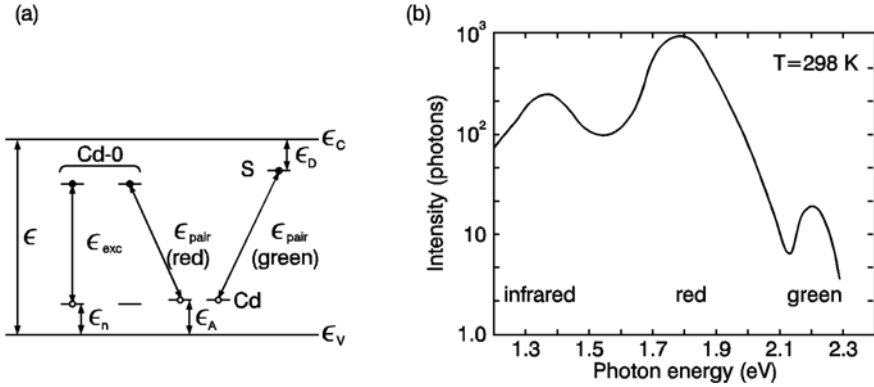 (a)
ϵ_C
Cd-0
S
ϵ_D
ϵ
ϵ_exc
ϵ_pair
(red)
ϵ_pair
(green)
Cd
ϵ_n
ϵ_A
ϵ_V
(b)
10³
T=298 K
10²
10
1.0
Intensity (photons)
infrared
red
green
1.3 1.5 1.7 1.9 2.1 2.3
Photon energy (eV)